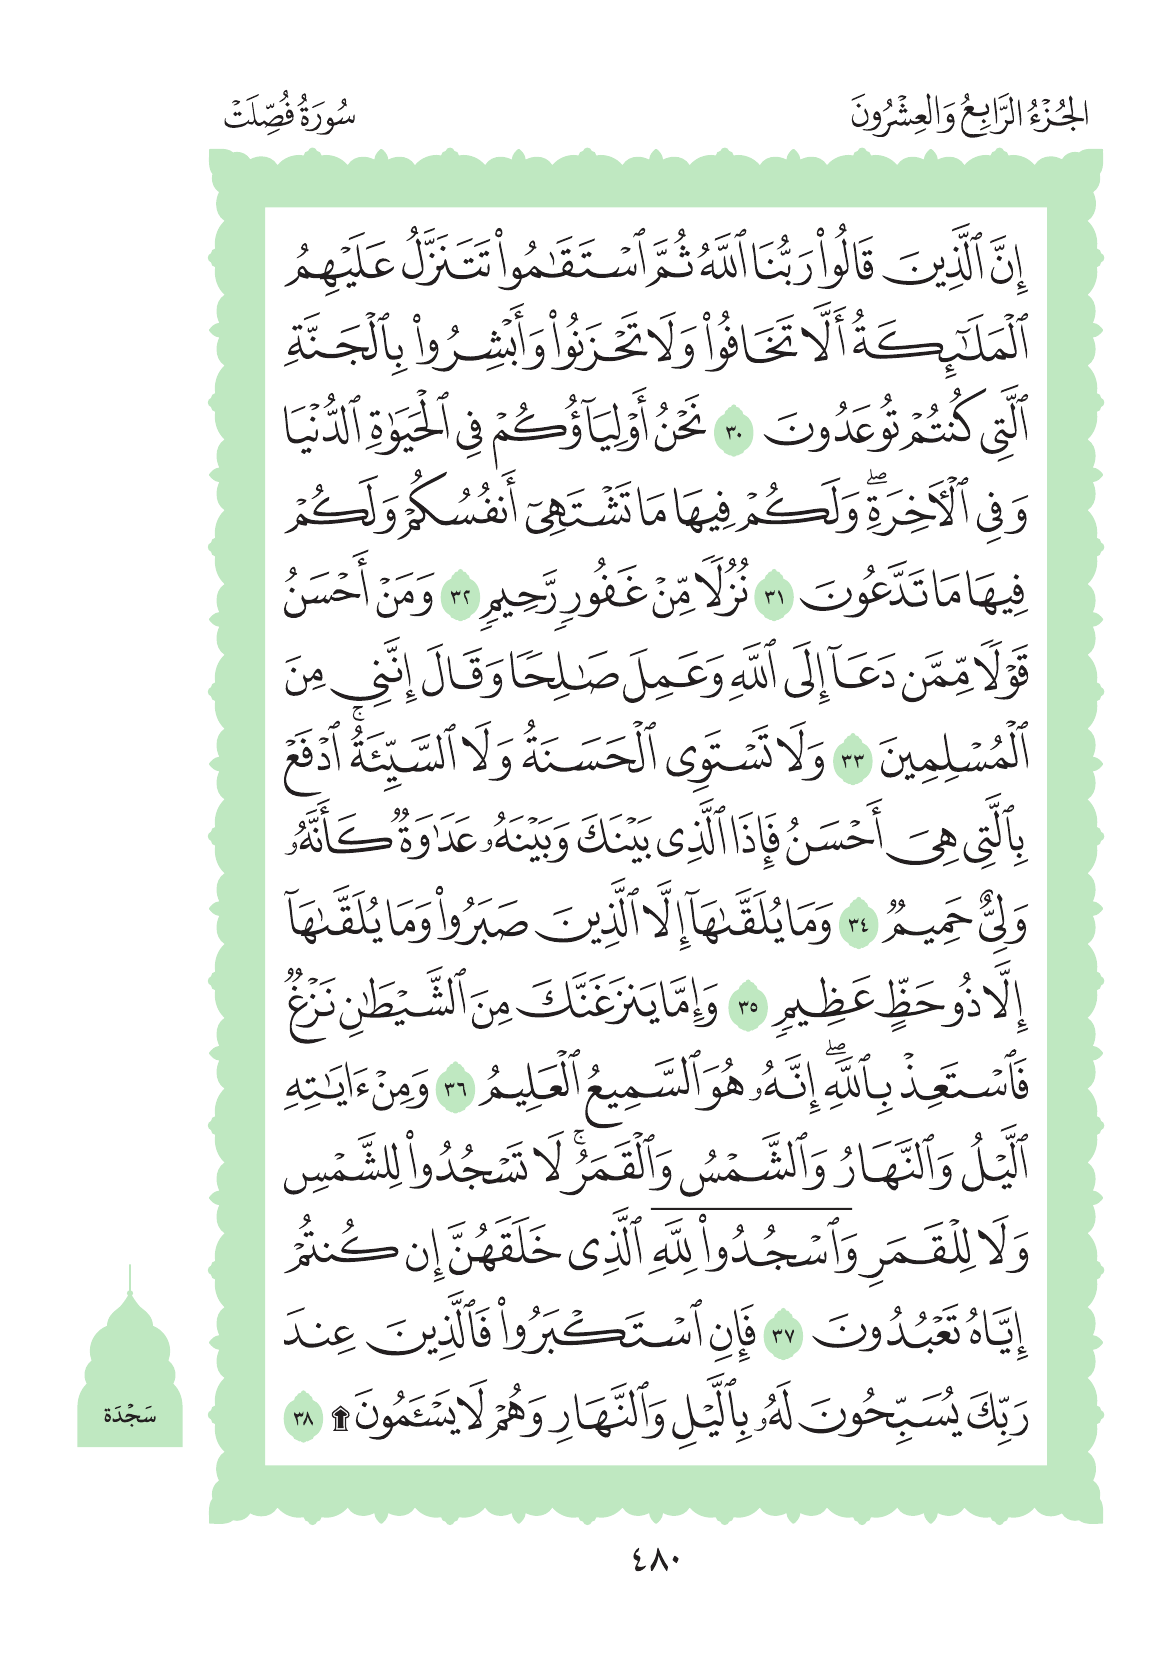 الجُزْءُ الرَّابِعُ وَالعِشْرُونَ
سُورَةُ فُصِّلَتْ
إِنَّ ٱلَّذِينَ قَالُوا۟ رَبُّنَا ٱللَّهُ ثُمَّ ٱسْتَقَـٰمُوا۟ تَتَنَزَّلُ عَلَيْهِمُ
ٱلْمَلَـٰٓئِكَةُ أَلَّا تَخَافُوا۟ وَلَا تَحْزَنُوا۟ وَأَبْشِرُوا۟ بِٱلْجَنَّةِ
ٱلَّتِى كُنتُمْ تُوعَدُونَ ٣٠ نَحْنُ أَوْلِيَآؤُكُمْ فِى ٱلْحَيَوٰةِ ٱلدُّنْيَا
وَفِى ٱلْـَٔاخِرَةِۖ وَلَكُمْ فِيهَا مَا تَشْتَهِىٓ أَنفُسُكُمْ وَلَكُمْ
فِيهَا مَا تَدَّعُونَ ٣١ نُزُلًا مِّنْ غَفُورٍ رَّحِيمٍ ٣٢ وَمَنْ أَحْسَنُ
قَوْلًا مِّمَّن دَعَآ إِلَى ٱللَّهِ وَعَمِلَ صَـٰلِحًا وَقَالَ إِنَّنِى مِنَ
ٱلْمُسْلِمِينَ ٣٣ وَلَا تَسْتَوِى ٱلْحَسَنَةُ وَلَا ٱلسَّيِّئَةُۚ ٱدْفَعْ
بِٱلَّتِى هِىَ أَحْسَنُ فَإِذَا ٱلَّذِى بَيْنَكَ وَبَيْنَهُۥ عَدَٰوَةٌ كَأَنَّهُۥ
وَلِىٌّ حَمِيمٌ ٣٤ وَمَا يُلَقَّىٰهَآ إِلَّا ٱلَّذِينَ صَبَرُوا۟ وَمَا يُلَقَّىٰهَآ
إِلَّا ذُو حَظٍّ عَظِيمٍ ٣٥ وَإِمَّا يَنزَغَنَّكَ مِنَ ٱلشَّيْطَـٰنِ نَزْغٌ
فَٱسْتَعِذْ بِٱللَّهِۖ إِنَّهُۥ هُوَ ٱلسَّمِيعُ ٱلْعَلِيمُ ٣٦ وَمِنْ ءَايَـٰتِهِ
ٱلَّيْلُ وَٱلنَّهَارُ وَٱلشَّمْسُ وَٱلْقَمَرُۚ لَا تَسْجُدُوا۟ لِلشَّمْسِ
وَلَا لِلْقَمَرِ وَٱسْجُدُوا۟ لِلَّهِ ٱلَّذِى خَلَقَهُنَّ إِن كُنتُمْ
إِيَّاهُ تَعْبُدُونَ ٣٧ فَإِنِ ٱسْتَكْبَرُوا۟ فَٱلَّذِينَ عِندَ
رَبِّكَ يُسَبِّحُونَ لَهُۥ بِٱلَّيْلِ وَٱلنَّهَارِ وَهُمْ لَا يَسْـَٔمُونَ ۩ ٣٨
سَجْدَة
٤٨٠